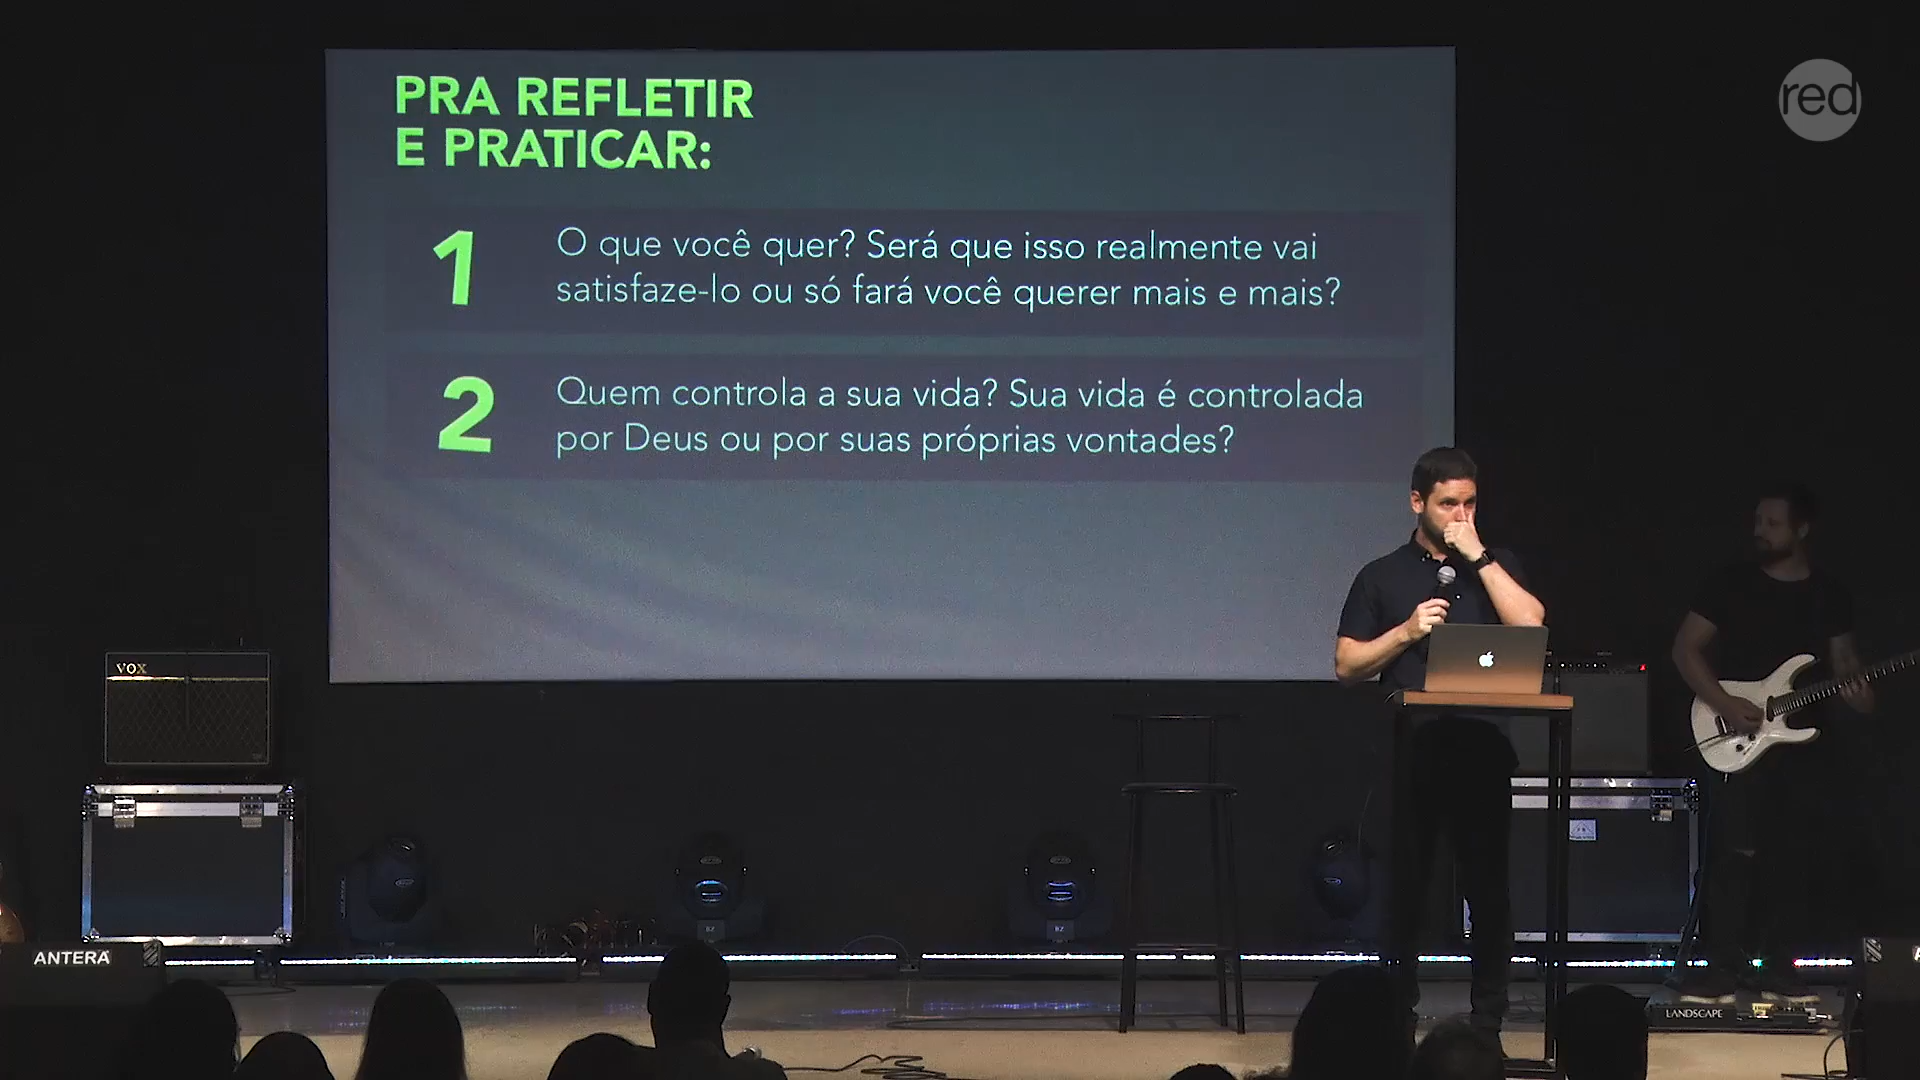 red
PRA REFLETIR
E PRATICAR:
1
O que você quer? Será que isso realmente vai
satisfaze-lo ou só fará você querer mais e mais?
2
Quem controla a sua vida? Sua vida é controlada
por Deus ou por suas próprias vontades?
VOX
BZ
BZ
ANTERA
LANDSCAPE